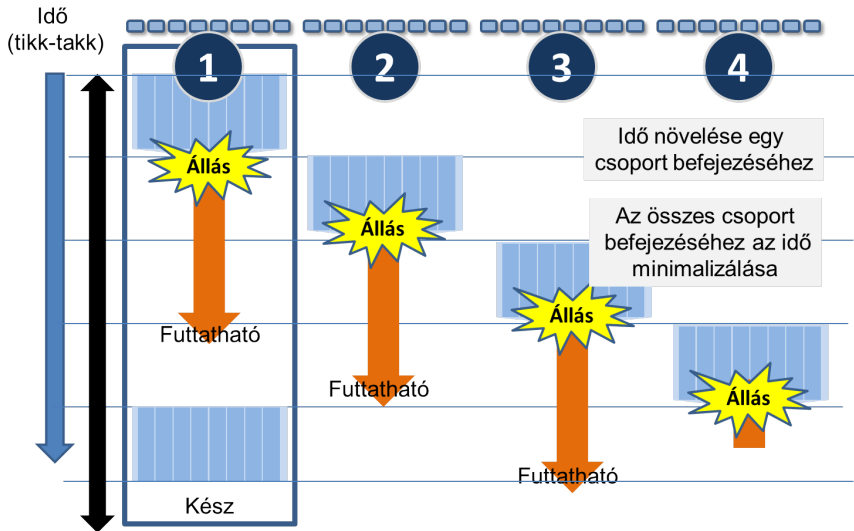 Idő
(tikk-takk)
1
2
3
4
Idő növelése egy
csoport befejezéséhez
Állás
Állás
Az összes csoport
befejezéséhez az idő
minimalizálása
Állás
Futtatható
Futtatható
Állás
Futtatható
Kész